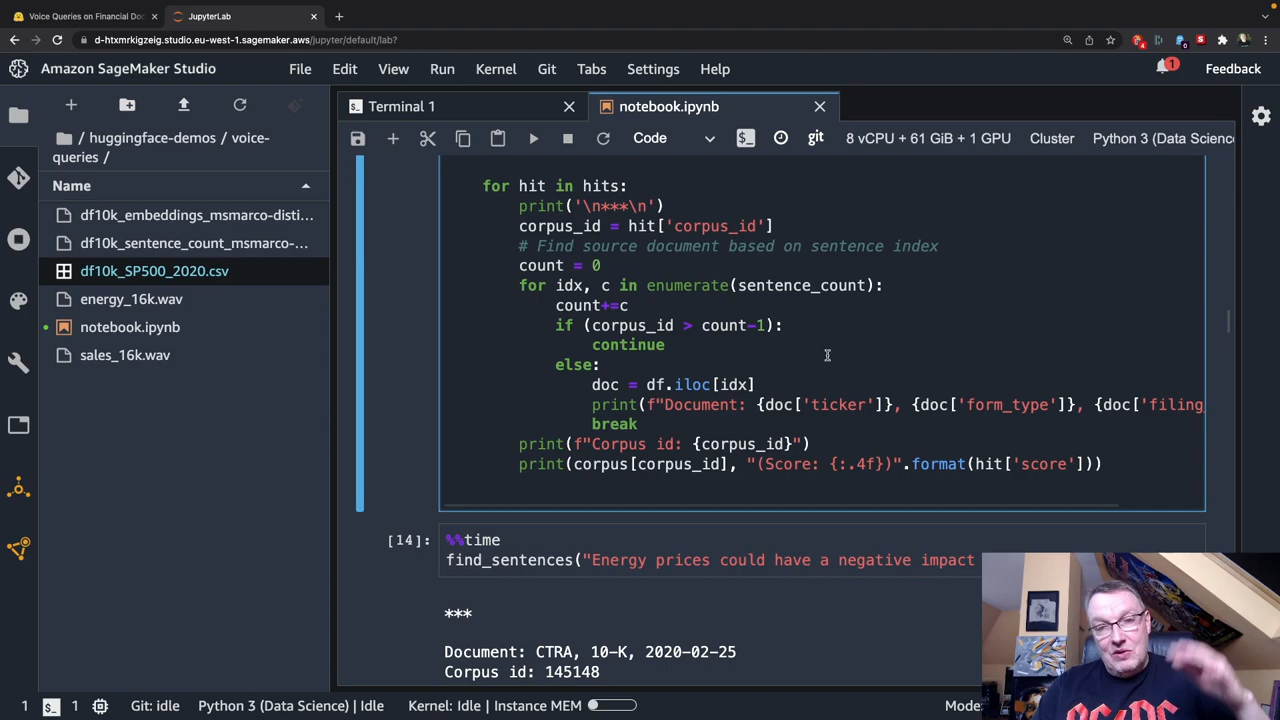 Voice Queries on Financial Doc
JupyterLab
d-htxmrkigzeig.studio.eu-west-1.sagemaker.aws/jupyter/default/lab?
4
0
Amazon SageMaker Studio
File Edit View Run Kernel Git Tabs Settings Help
1
Feedback
Terminal 1
notebook.ipynb
/ huggingface-demos / voice-
queries /
Code
git
8 vCPU + 61 GiB + 1 GPU
Cluster
Python 3 (Data Scienc
Name
df10k_embeddings_msmarco-disti...
df10k_sentence_count_msmarco-...
df10k_SP500_2020.csv
energy_16k.wav
notebook.ipynb
sales_16k.wav
for hit in hits:
print('\n***\n')
corpus_id = hit['corpus_id']
# Find source document based on sentence index
count = 0
for idx, c in enumerate(sentence_count):
count+=c
if (corpus_id > count-1):
continue
else:
doc = df.iloc[idx]
print(f"Document: {doc['ticker']}, {doc['form_type']}, {doc['filing_
break
print(f"Corpus id: {corpus_id}")
print(corpus[corpus_id], "(Score: {:.4f})".format(hit['score']))
[14]:
%%time
find_sentences("Energy prices could have a negative impact
***
Document: CTRA, 10-K, 2020-02-25
Corpus id: 145148
1
1
Git: idle
Python 3 (Data Science) | Idle
Kernel: Idle | Instance MEM
Mode: